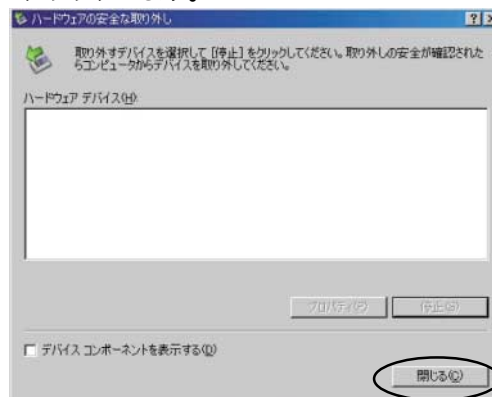 ハードウェアの安全な取り外し
取り外すデバイスを選択して [停止] をクリックしてください。取り外しの安全が確認された
らコンピュータからデバイスを取り外してください。
ハードウェア デバイス(H):
プロパティ(P)
停止(S)
デバイス コンポーネントを表示する(D)
閉じる(C)